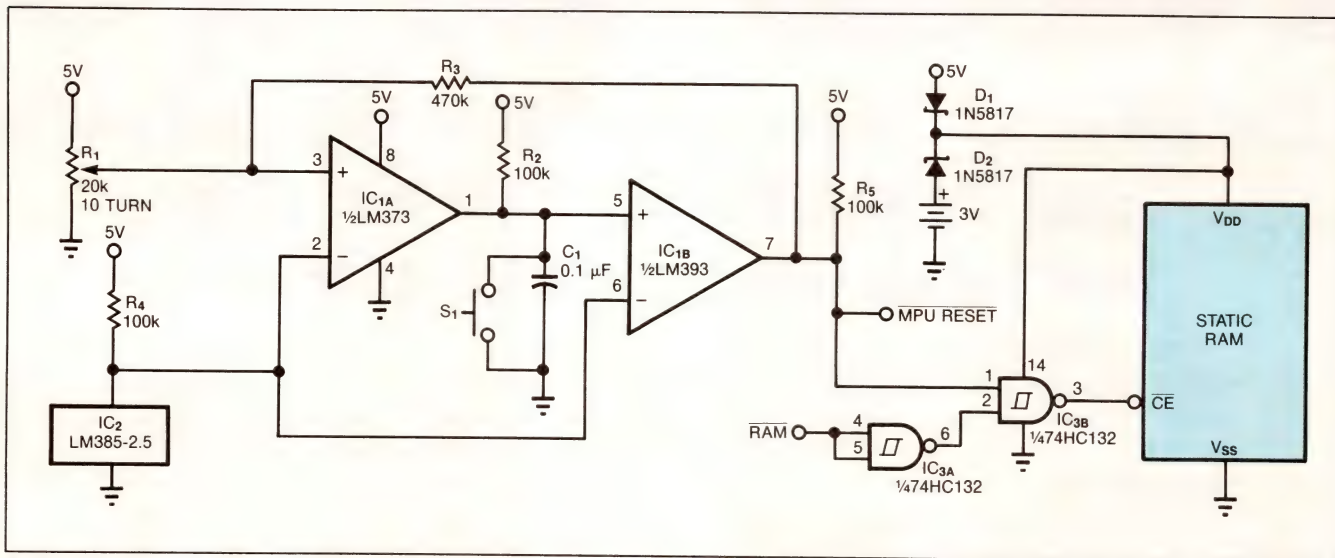 5V
R1
20k
10 TURN
5V
R4
100k
IC2
LM385-2.5
R3
470k
5V
3
+
8
IC1A
½LM373
1
2
−
4
5V
R2
100k
C1
0.1 µF
S1
5
+
IC1B
½LM393
7
6
−
5V
R5
100k
MPU RESET
5V
D1
1N5817
D2
1N5817
+
3V
14
1
2
3
IC3B
¼74HC132
RAM
4
5
6
IC3A
¼74HC132
VDD
STATIC
RAM
CE
VSS